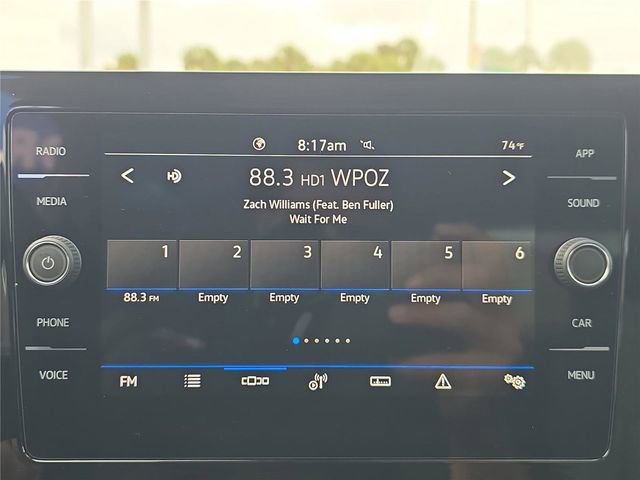 RADIO
MEDIA
PHONE
VOICE
8:17am
74°F
88.3 HD1 WPOZ
Zach Williams (Feat. Ben Fuller)
Wait For Me
1 2 3 4 5 6
88.3 FM Empty Empty Empty Empty Empty
FM
APP
SOUND
CAR
MENU